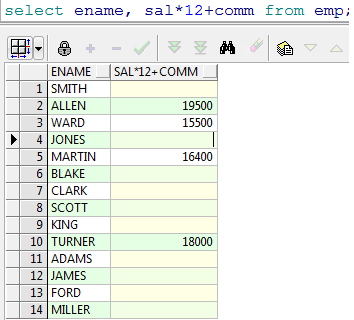 select ename, sal*12+comm from emp;
ENAME SAL*12+COMM
1 SMITH
2 ALLEN 19500
3 WARD 15500
4 JONES
5 MARTIN 16400
6 BLAKE
7 CLARK
8 SCOTT
9 KING
10 TURNER 18000
11 ADAMS
12 JAMES
13 FORD
14 MILLER